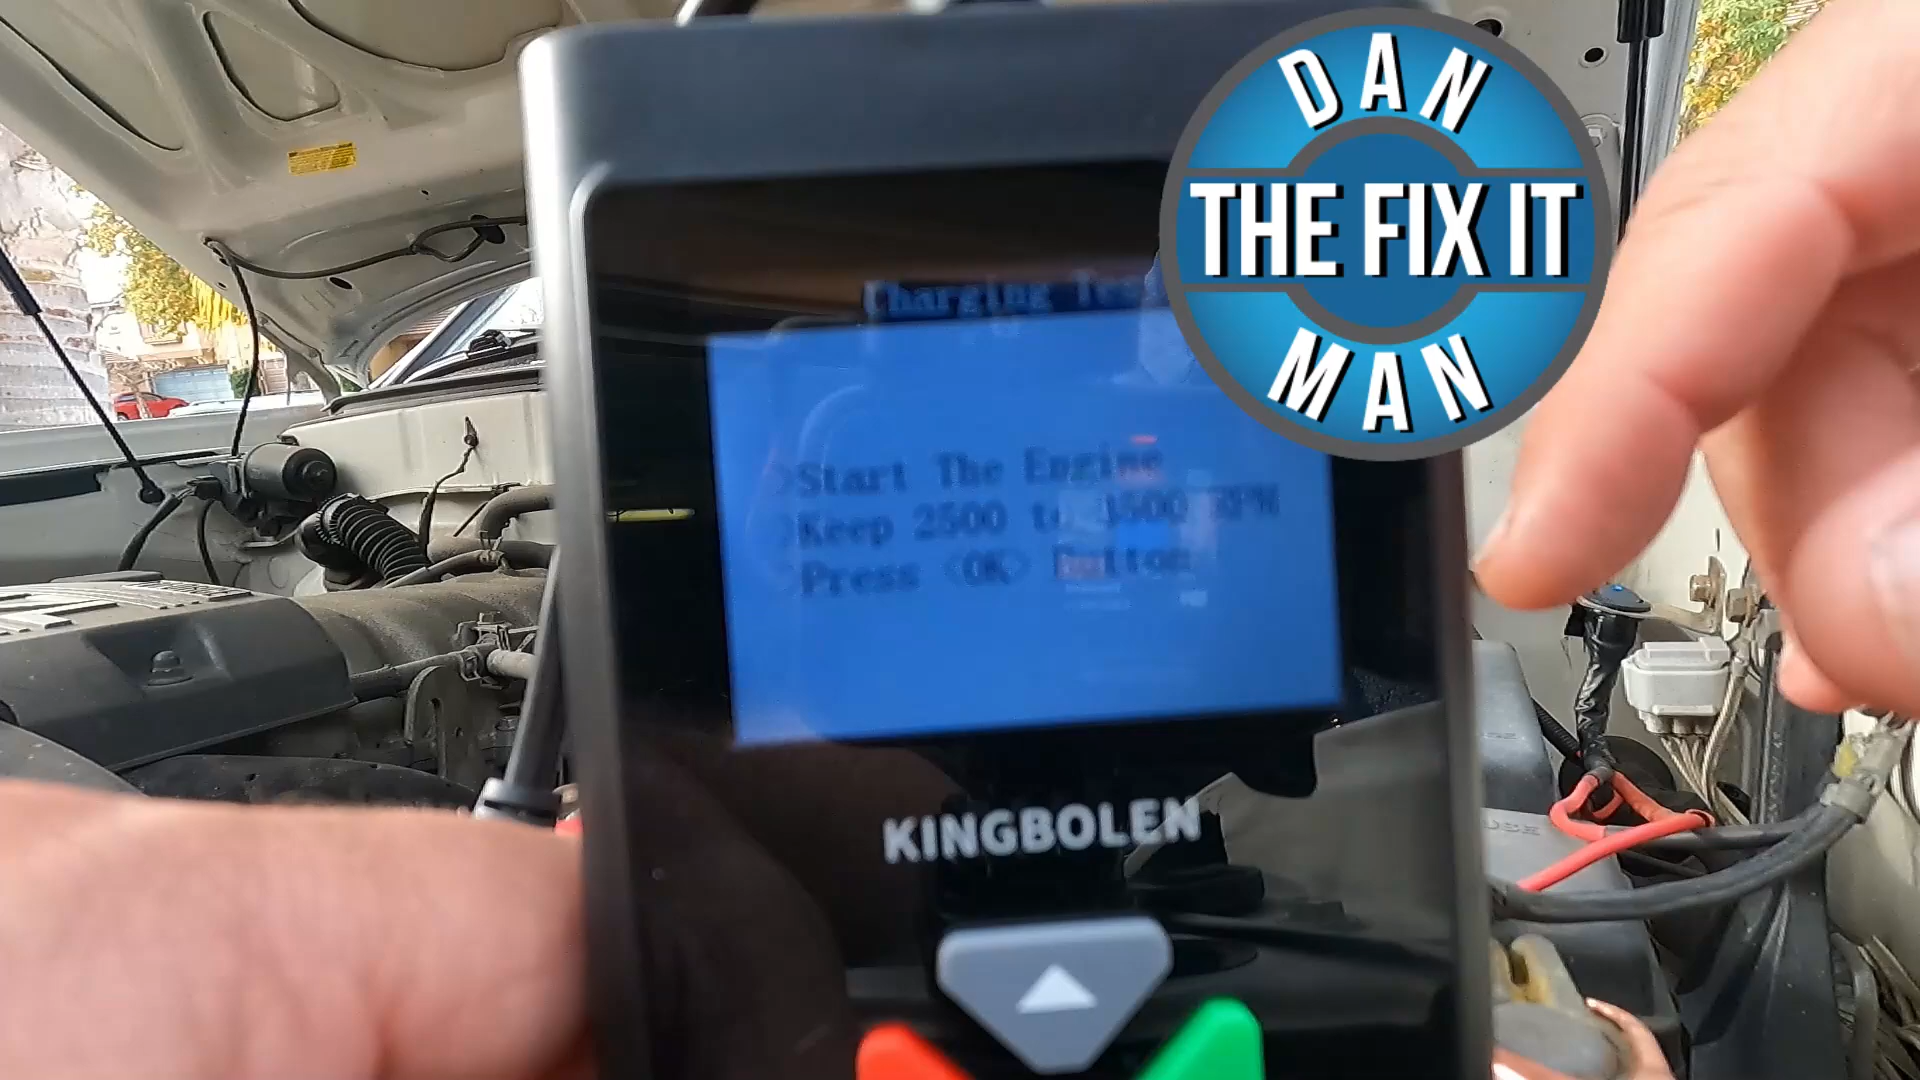 DAN
THE FIX IT
MAN
Charging Test
>Start The Engine
>Keep 2500 to 3500 RPM
Press <OK> Button
KINGBOLEN